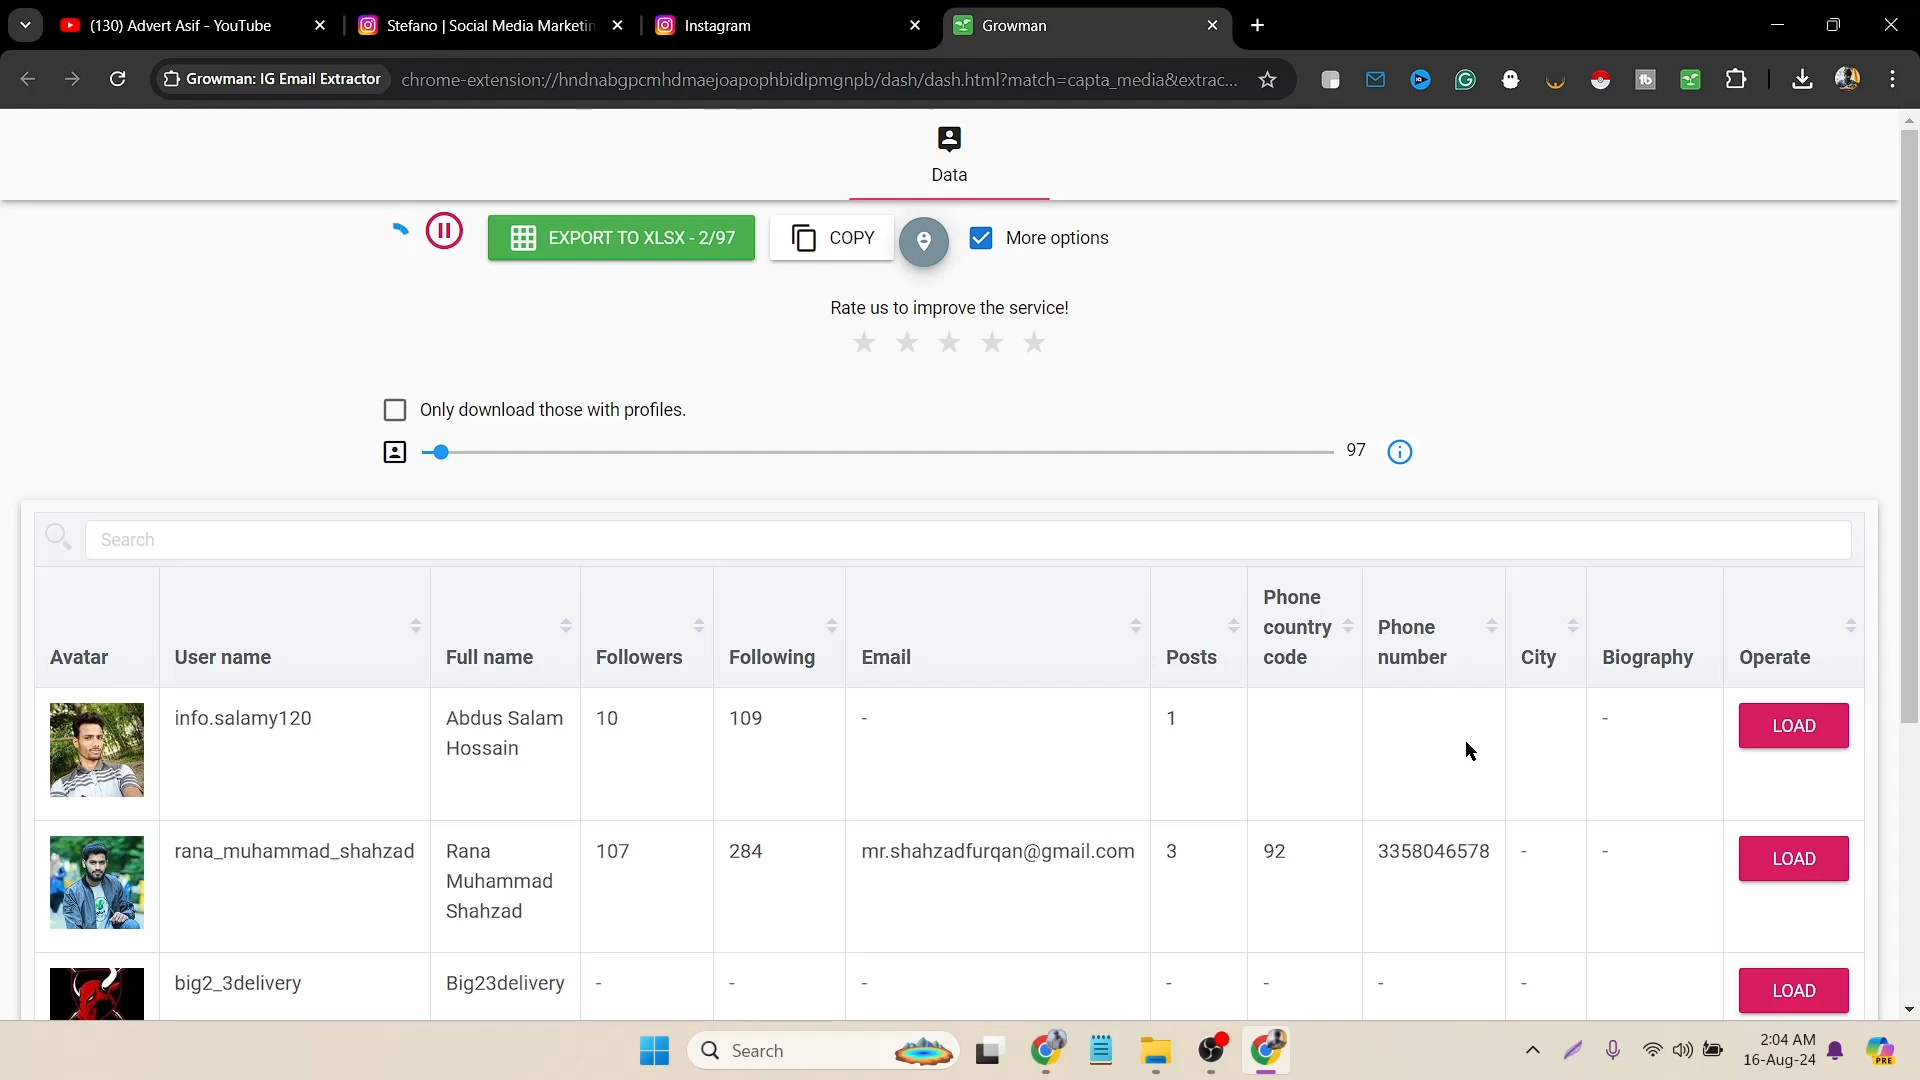 (130) Advert Asif - YouTube
Stefano | Social Media Marketin
Instagram
Growman
Growman: IG Email Extractor
chrome-extension://hndnabgpcmhdmaejoapophbidipmgnpb/dash/dash.html?match=capta_media&extrac...
Data
EXPORT TO XLSX - 2/97
COPY
More options
Rate us to improve the service!
Only download those with profiles.
97
Search
Avatar
User name
Full name
Followers
Following
Email
Posts
Phone
country
code
Phone
number
City
Biography
Operate
info.salamy120
Abdus Salam
Hossain
10
109
-
1
-
LOAD
rana_muhammad_shahzad
Rana
Muhammad
Shahzad
107
284
mr.shahzadfurqan@gmail.com
3
92
3358046578
-
-
LOAD
big2_3delivery
Big23delivery
-
-
-
-
-
-
-
LOAD
Search
2:04 AM
16-Aug-24
PRE